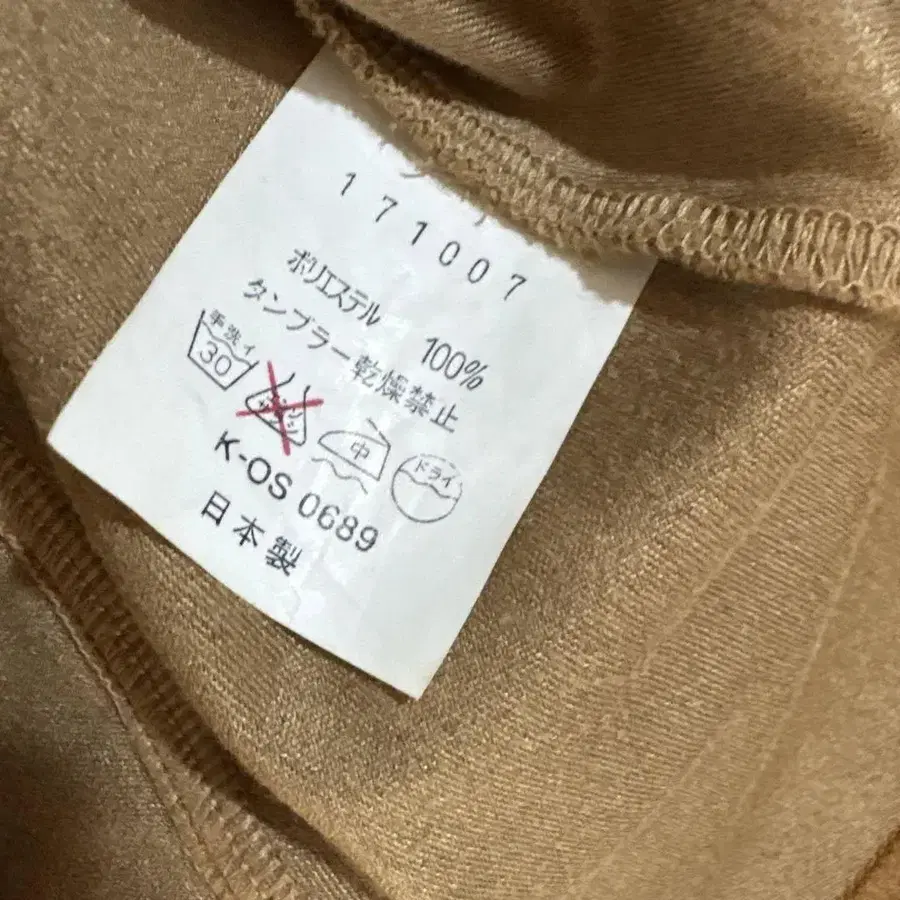 171007
ポリエステル 100%
タンブラー乾燥禁止
手洗イ
30
中
ドライ
K-OS 0689
日本製